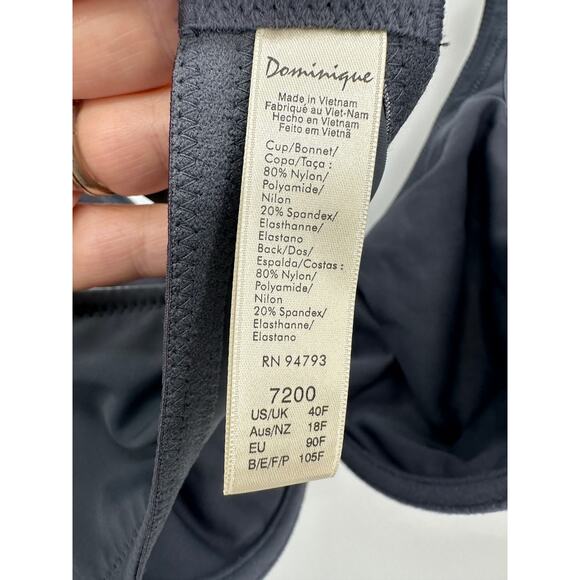 Dominique
Made in Vietnam
Fabriqué au Viet-Nam
Hecho en Vietnam
Feito em Vietnã
Cup/Bonnet/
Copa/Taça :
80% Nylon/
Polyamide/
Nilon
20% Spandex/
Elasthanne/
Elastano
Back/Dos/
Espalda/Costas :
80% Nylon/
Polyamide/
Nilon
20% Spandex/
Elasthanne/
Elastano
RN 94793
7200
US/UK 40F
Aus/NZ 18F
EU 90F
B/E/F/P 105F